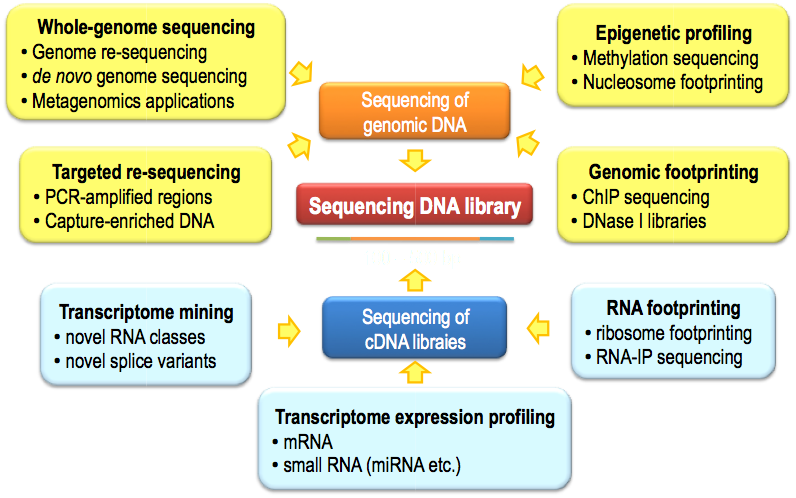 Whole-genome sequencing
• Genome re-sequencing
• de novo genome sequencing
• Metagenomics applications
Epigenetic profiling
• Methylation sequencing
• Nucleosome footprinting
Sequencing of
genomic DNA
Targeted re-sequencing
• PCR-amplified regions
• Capture-enriched DNA
Sequencing DNA library
Genomic footprinting
• ChIP sequencing
• DNase I libraries
Transcriptome mining
• novel RNA classes
• novel splice variants
Sequencing of
cDNA libraies
RNA footprinting
• ribosome footprinting
• RNA-IP sequencing
Transcriptome expression profiling
• mRNA
• small RNA (miRNA etc.)